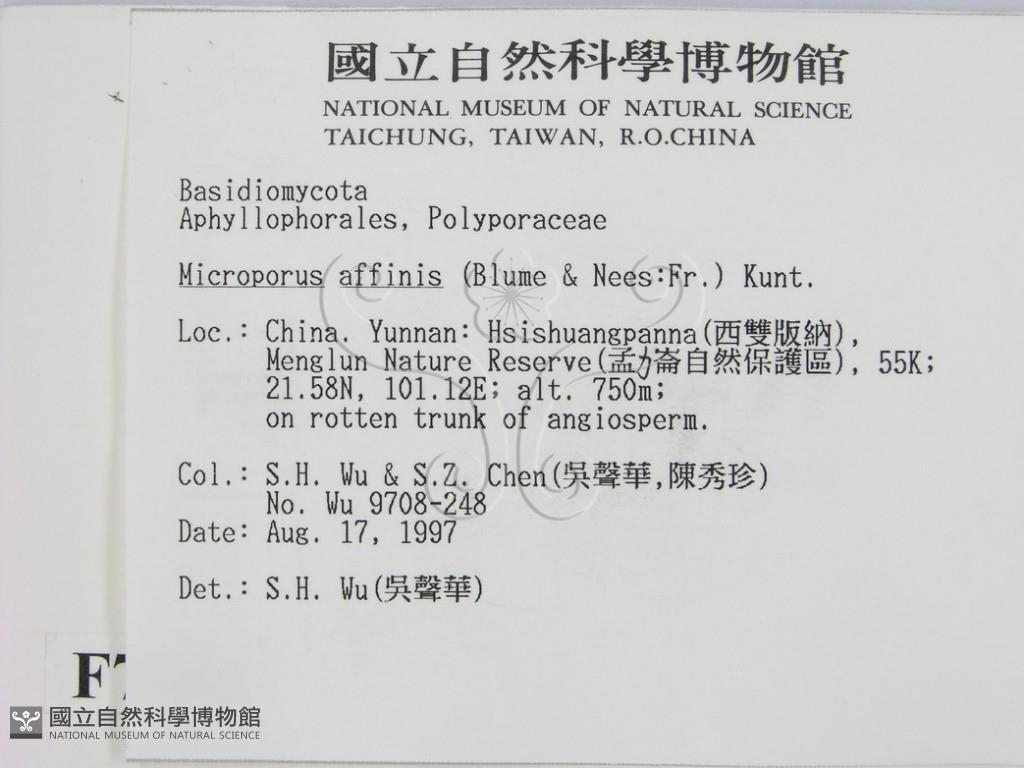 國立自然科學博物館
NATIONAL MUSEUM OF NATURAL SCIENCE
TAICHUNG, TAIWAN, R.O.CHINA
Basidiomycota
Aphyllophorales, Polyporaceae
Microporus affinis (Blume & Nees:Fr.) Kunt.
Loc.: China. Yunnan: Hsishuangpanna(西雙版納),
Menglun Nature Reserve(孟力崙自然保護區), 55K;
21.58N, 101.12E; alt. 750m;
on rotten trunk of angiosperm.
Col.: S.H. Wu & S.Z. Chen(吳聲華,陳秀珍)
No. Wu 9708-248
Date: Aug. 17, 1997
Det.: S.H. Wu(吳聲華)
國立自然科學博物館
NATIONAL MUSEUM OF NATURAL SCIENCE